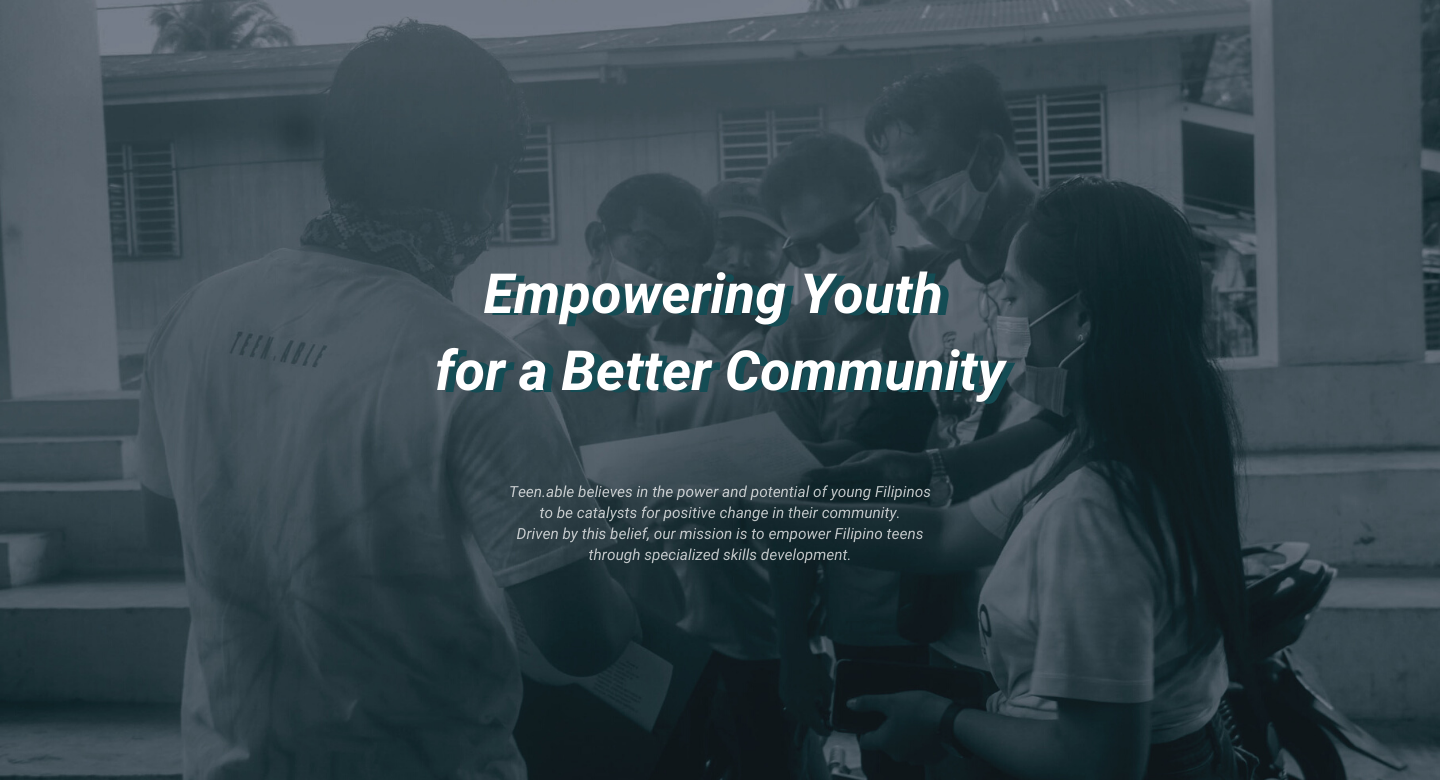 TEEN.ABLE
Empowering Youth
for a Better Community
Teen.able believes in the power and potential of young Filipinos
to be catalysts for positive change in their community.
Driven by this belief, our mission is to empower Filipino teens
through specialized skills development.